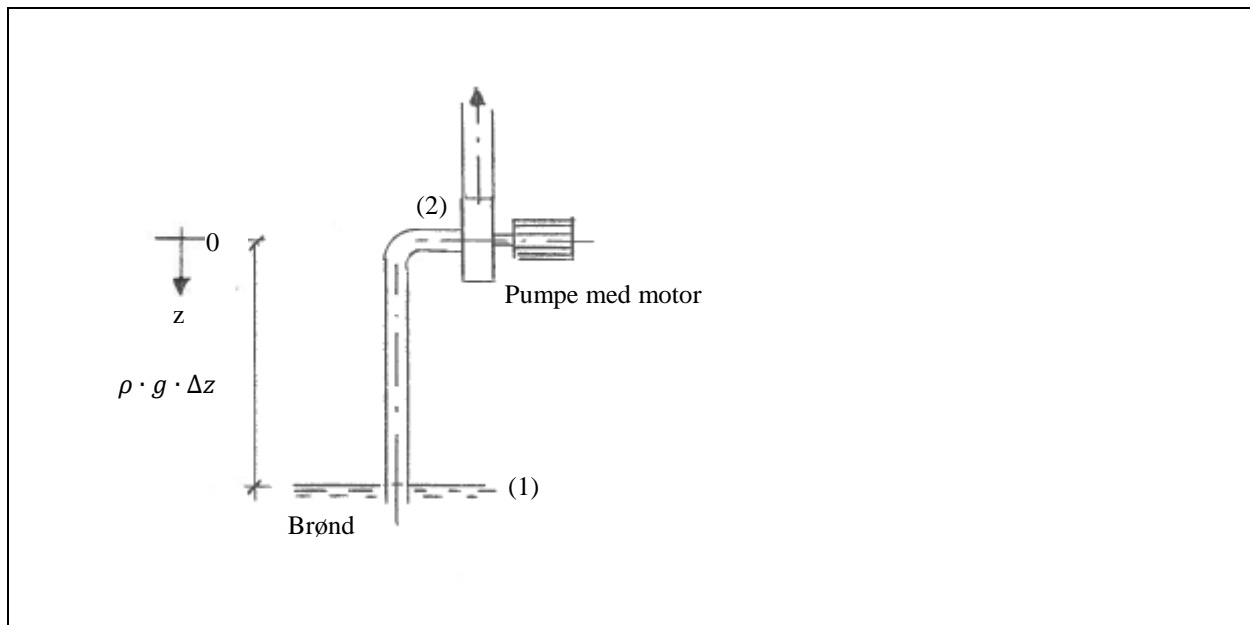 (2)
0
Pumpe med motor
z
ρ · g · Δz
(1)
Brønd